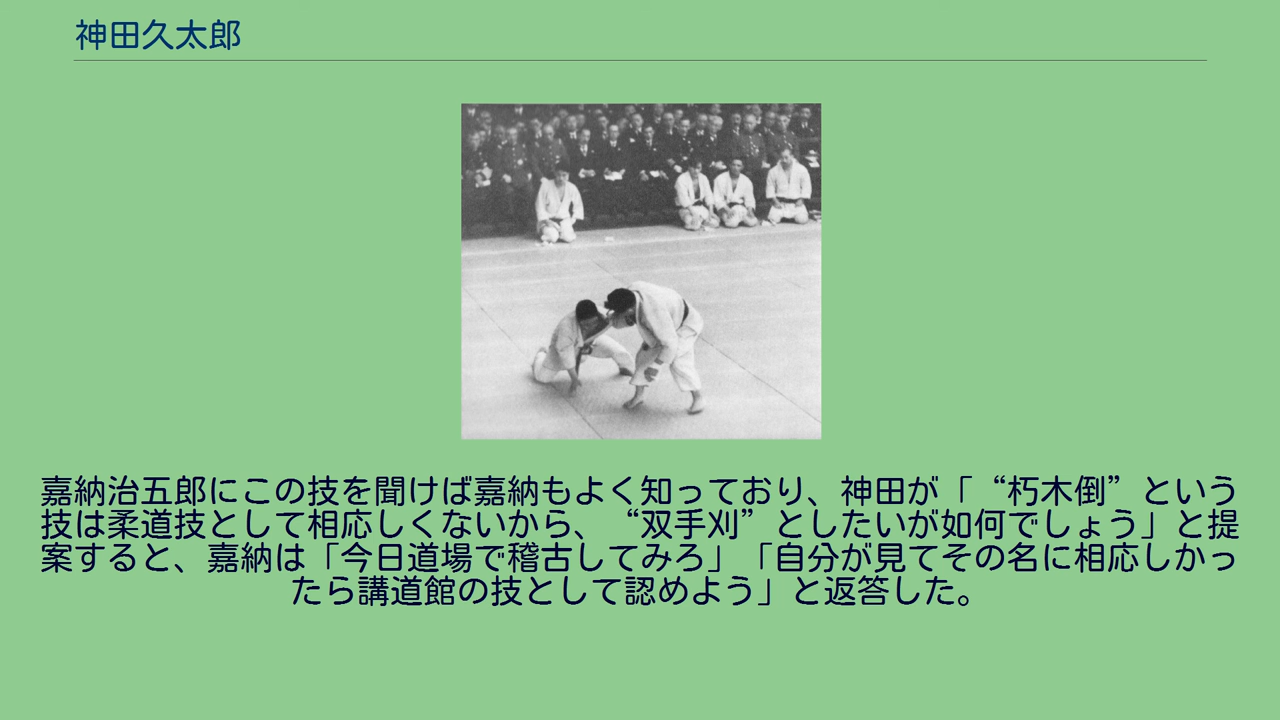 神田久太郎
嘉納治五郎にこの技を聞けば嘉納もよく知っており、神田が「“朽木倒”という
技は柔道技として相応しくないから、“双手刈”としたいが如何でしょう」と提
案すると、嘉納は「今日道場で稽古してみろ」「自分が見てその名に相応しかっ
たら講道館の技として認めよう」と返答した。